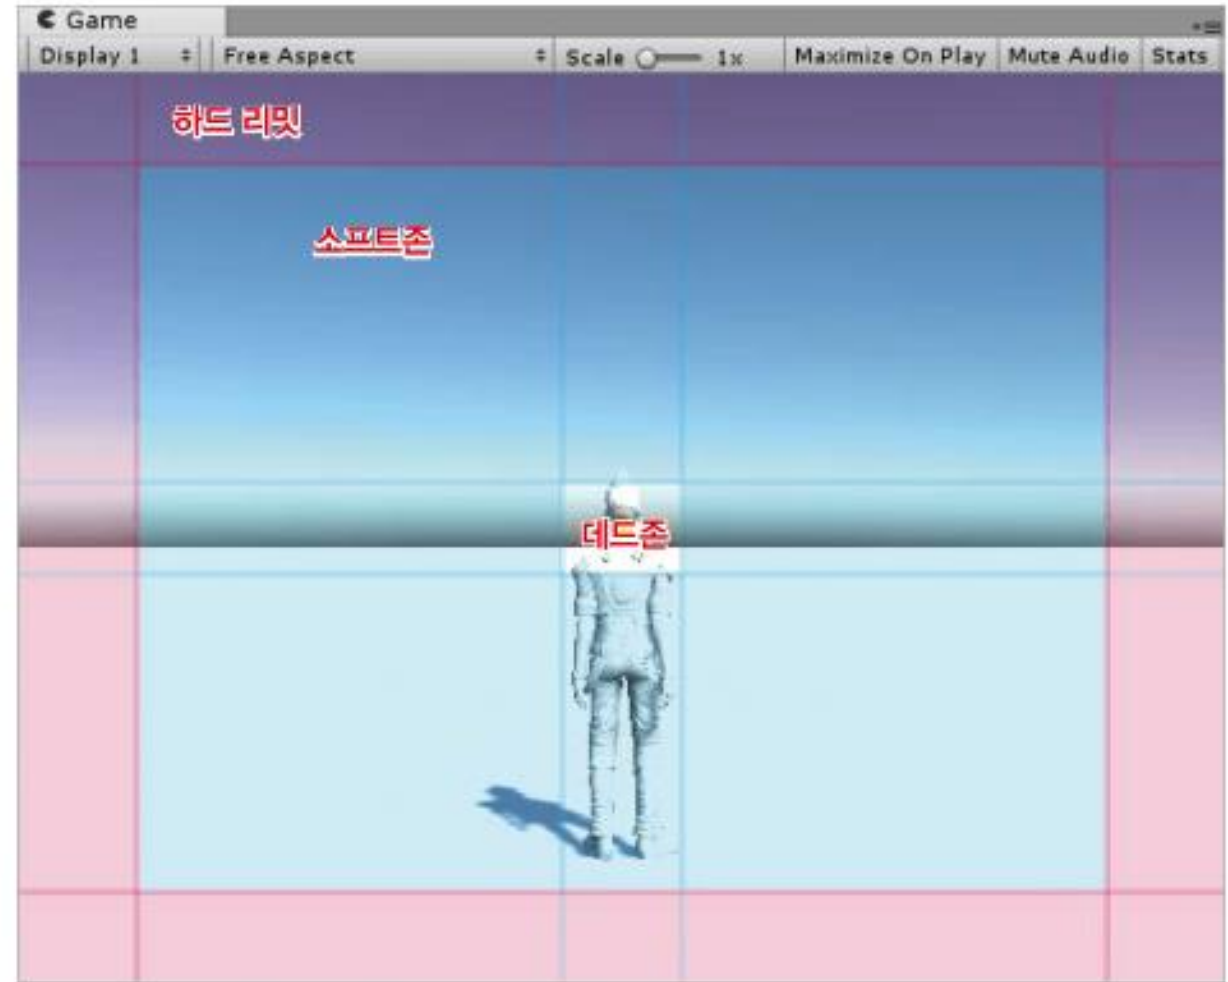 Game
Display 1 Free Aspect Scale 1x Maximize On Play Mute Audio Stats
하드 리밋
소프트존
데드존